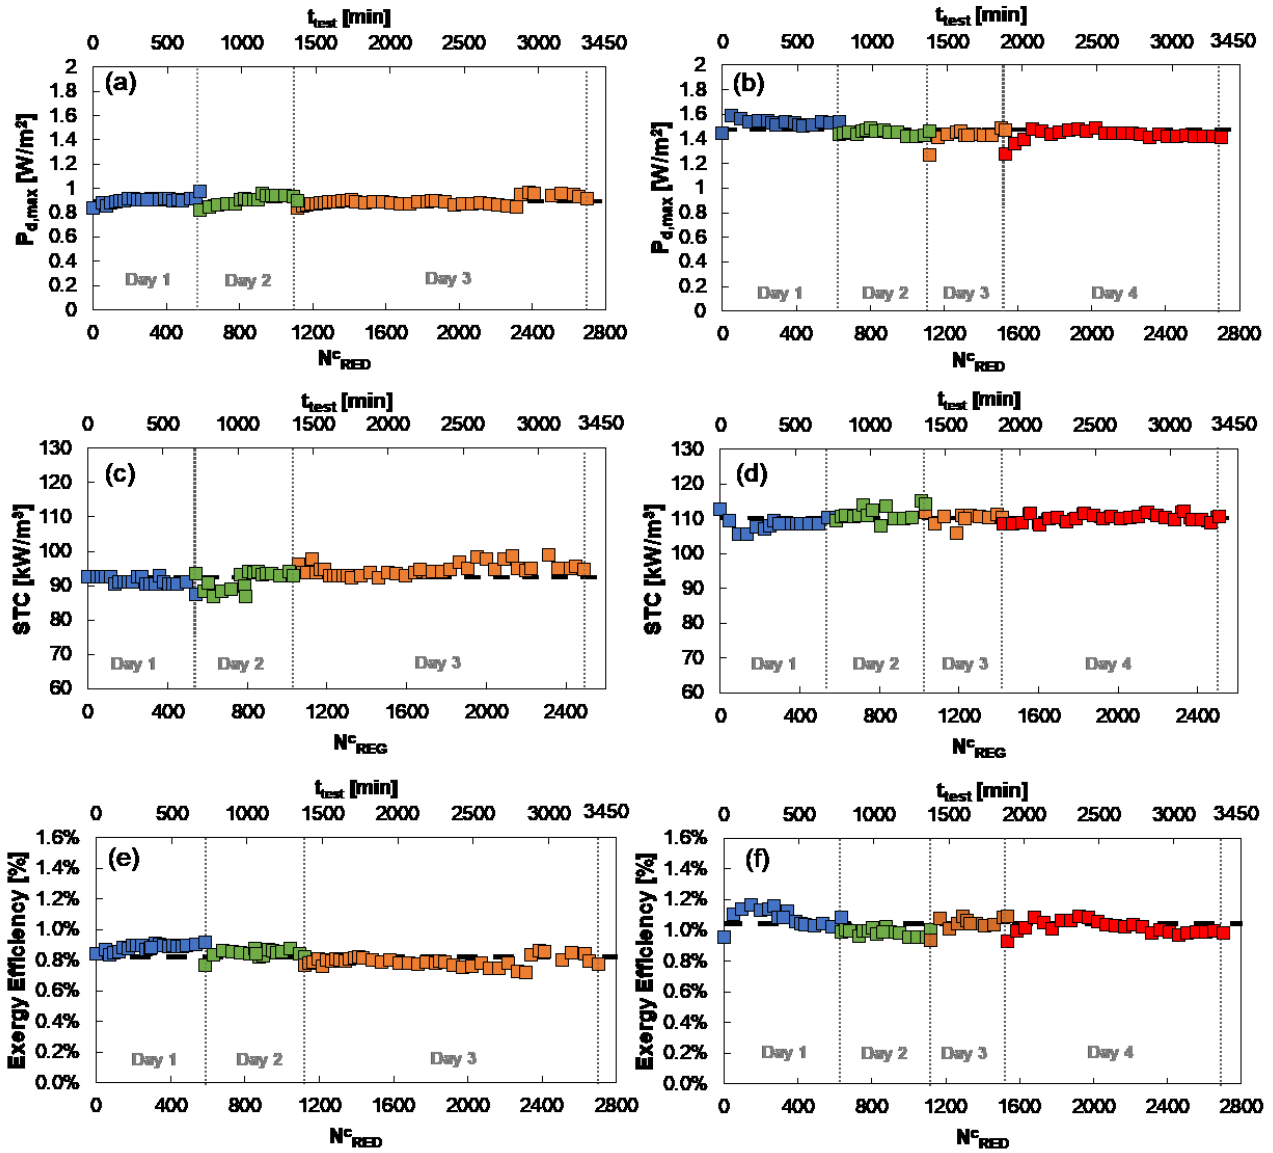 t_test [min]
0 500 1000 1500 2000 2500 3000 3450
(a)
P_d,max [W/m²]
2
1.8
1.6
1.4
1.2
1
0.8
0.6
0.4
0.2
0
Day 1 Day 2 Day 3
0 400 800 1200 1600 2000 2400 2800
N^c_RED
t_test [min]
0 500 1000 1500 2000 2500 3000 3450
(b)
P_d,max [W/m²]
2
1.8
1.6
1.4
1.2
1
0.8
0.6
0.4
0.2
0
Day 1 Day 2 Day 3 Day 4
0 400 800 1200 1600 2000 2400 2800
N^c_RED
t_test [min]
0 500 1000 1500 2000 2500 3000 3450
(c)
STC [kW/m³]
130
120
110
100
90
80
70
60
Day 1 Day 2 Day 3
0 400 800 1200 1600 2000 2400
N^c_REG
t_test [min]
0 500 1000 1500 2000 2500 3000 3450
(d)
STC [kW/m³]
130
120
110
100
90
80
70
60
Day 1 Day 2 Day 3 Day 4
0 400 800 1200 1600 2000 2400
N^c_REG
t_test [min]
0 500 1000 1500 2000 2500 3000 3450
(e)
Exergy Efficiency [%]
1.6%
1.4%
1.2%
1.0%
0.8%
0.6%
0.4%
0.2%
0.0%
Day 1 Day 2 Day 3
0 400 800 1200 1600 2000 2400 2800
N^c_RED
t_test [min]
0 500 1000 1500 2000 2500 3000 3450
(f)
Exergy Efficiency [%]
1.6%
1.4%
1.2%
1.0%
0.8%
0.6%
0.4%
0.2%
0.0%
Day 1 Day 2 Day 3 Day 4
0 400 800 1200 1600 2000 2400 2800
N^c_RED